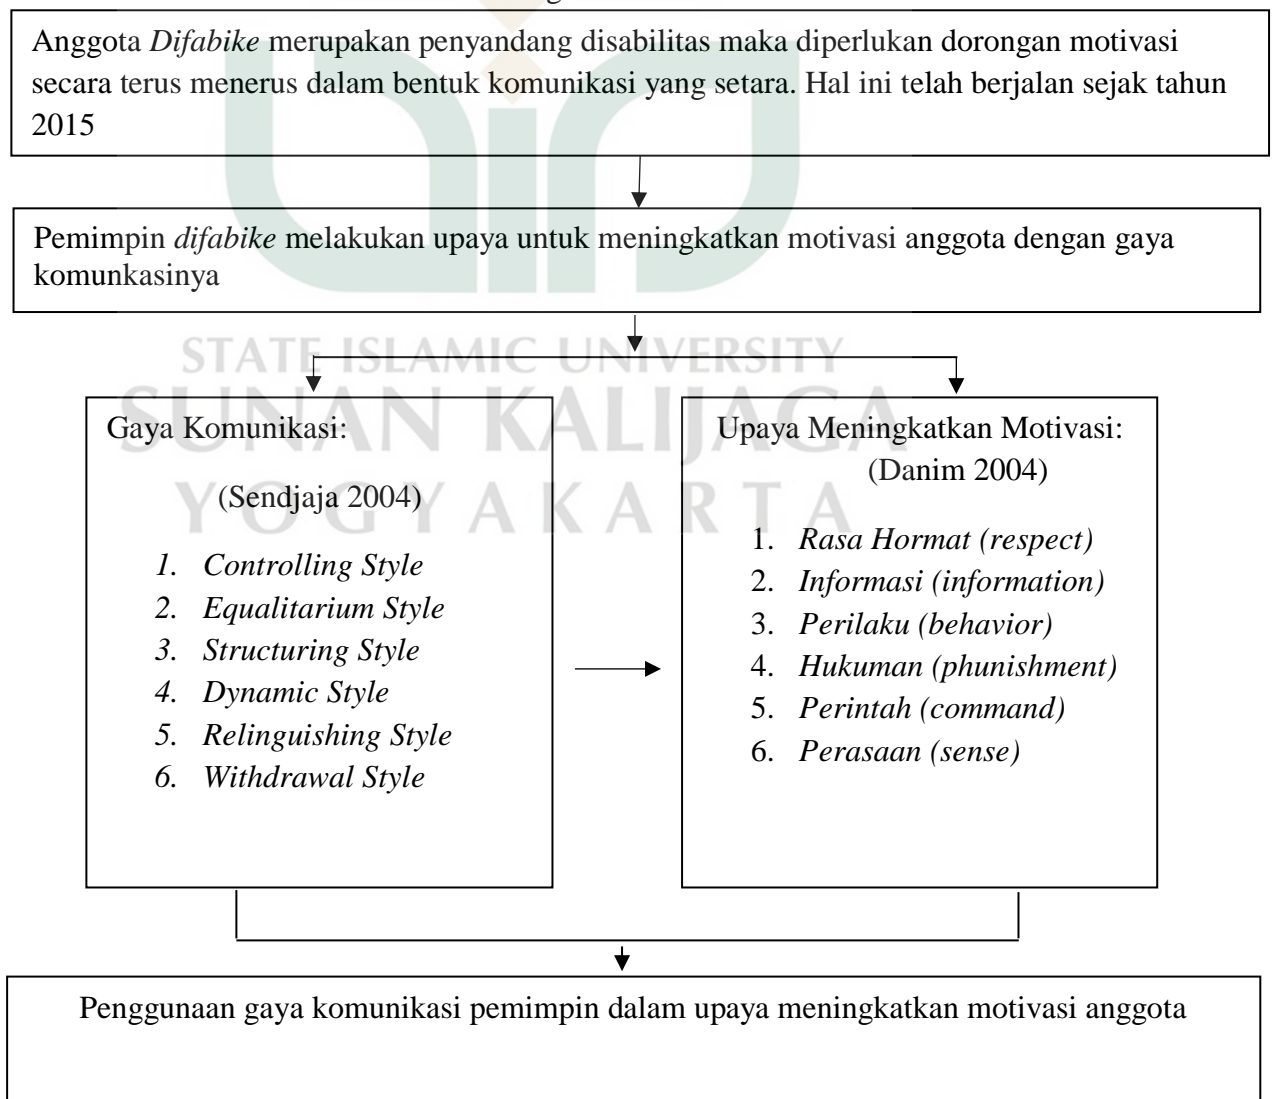 Anggota Difabike merupakan penyandang disabilitas maka diperlukan dorongan motivasi
secara terus menerus dalam bentuk komunikasi yang setara. Hal ini telah berjalan sejak tahun
2015
Pemimpin difabike melakukan upaya untuk meningkatkan motivasi anggota dengan gaya
komunkasinya
STATE ISLAMIC UNIVERSITY
SUNAN KALIJAGA
YOGYAKARTA
Gaya Komunikasi:
(Sendjaja 2004)
1. Controlling Style
2. Equalitarium Style
3. Structuring Style
4. Dynamic Style
5. Relinguishing Style
6. Withdrawal Style
Upaya Meningkatkan Motivasi:
(Danim 2004)
1. Rasa Hormat (respect)
2. Informasi (information)
3. Perilaku (behavior)
4. Hukuman (phunishment)
5. Perintah (command)
6. Perasaan (sense)
Penggunaan gaya komunikasi pemimpin dalam upaya meningkatkan motivasi anggota